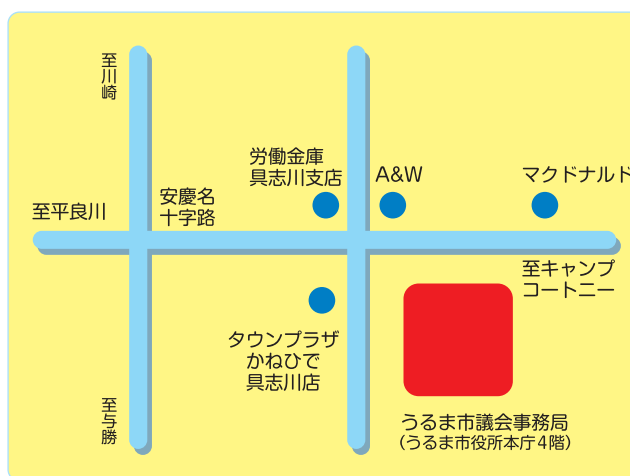 至川崎
労働金庫
具志川支店
A&W
マクドナルド
至平良川
安慶名
十字路
至キャンプ
コートニー
タウンプラザ
かねひで
具志川店
至与勝
うるま市議会事務局
(うるま市役所本庁4階)